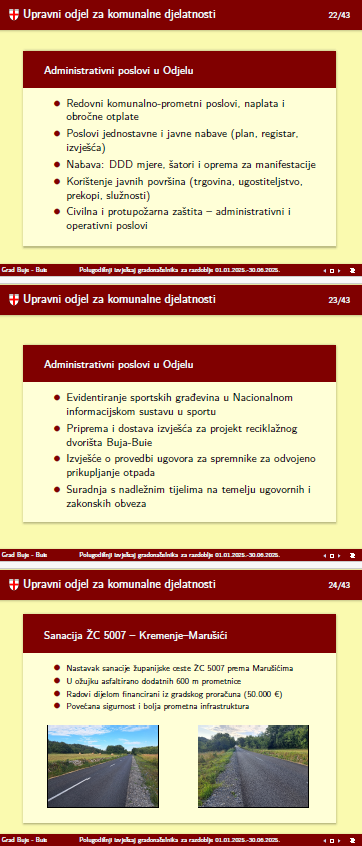 Upravni odjel za komunalne djelatnosti 22/43
Administrativni poslovi u Odjelu
Redovni komunalno-prometni poslovi, naplata i
obročne otplate
Poslovi jednostavne i javne nabave (plan, registar,
izvješća)
Nabava: DDD mjere, šatori i oprema za manifestacije
Korištenje javnih površina (trgovina, ugostiteljstvo,
prekopi, služnosti)
Civilna i protupožarna zaštita – administrativni i
operativni poslovi
Grad Buje - Buie Polugodišnji izvještaj gradonačelnika za razdoblje 01.01.2025.-30.06.2025.
Upravni odjel za komunalne djelatnosti 23/43
Administrativni poslovi u Odjelu
Evidentiranje sportskih građevina u Nacionalnom
informacijskom sustavu u sportu
Priprema i dostava izvješća za projekt reciklažnog
dvorišta Buja-Buie
Izvješće o provedbi ugovora za spremnike za odvojeno
prikupljanje otpada
Suradnja s nadležnim tijelima na temelju ugovornih i
zakonskih obveza
Grad Buje - Buie Polugodišnji izvještaj gradonačelnika za razdoblje 01.01.2025.-30.06.2025.
Upravni odjel za komunalne djelatnosti 24/43
Sanacija ŽC 5007 – Kremenje–Marušići
Nastavak sanacije županijske ceste ŽC 5007 prema Marušićima
U ožujku asfaltirano dodatnih 600 m prometnice
Radovi dijelom financirani iz gradskog proračuna (50.000 €)
Povećana sigurnost i bolja prometna infrastruktura
Grad Buje - Buie Polugodišnji izvještaj gradonačelnika za razdoblje 01.01.2025.-30.06.2025.